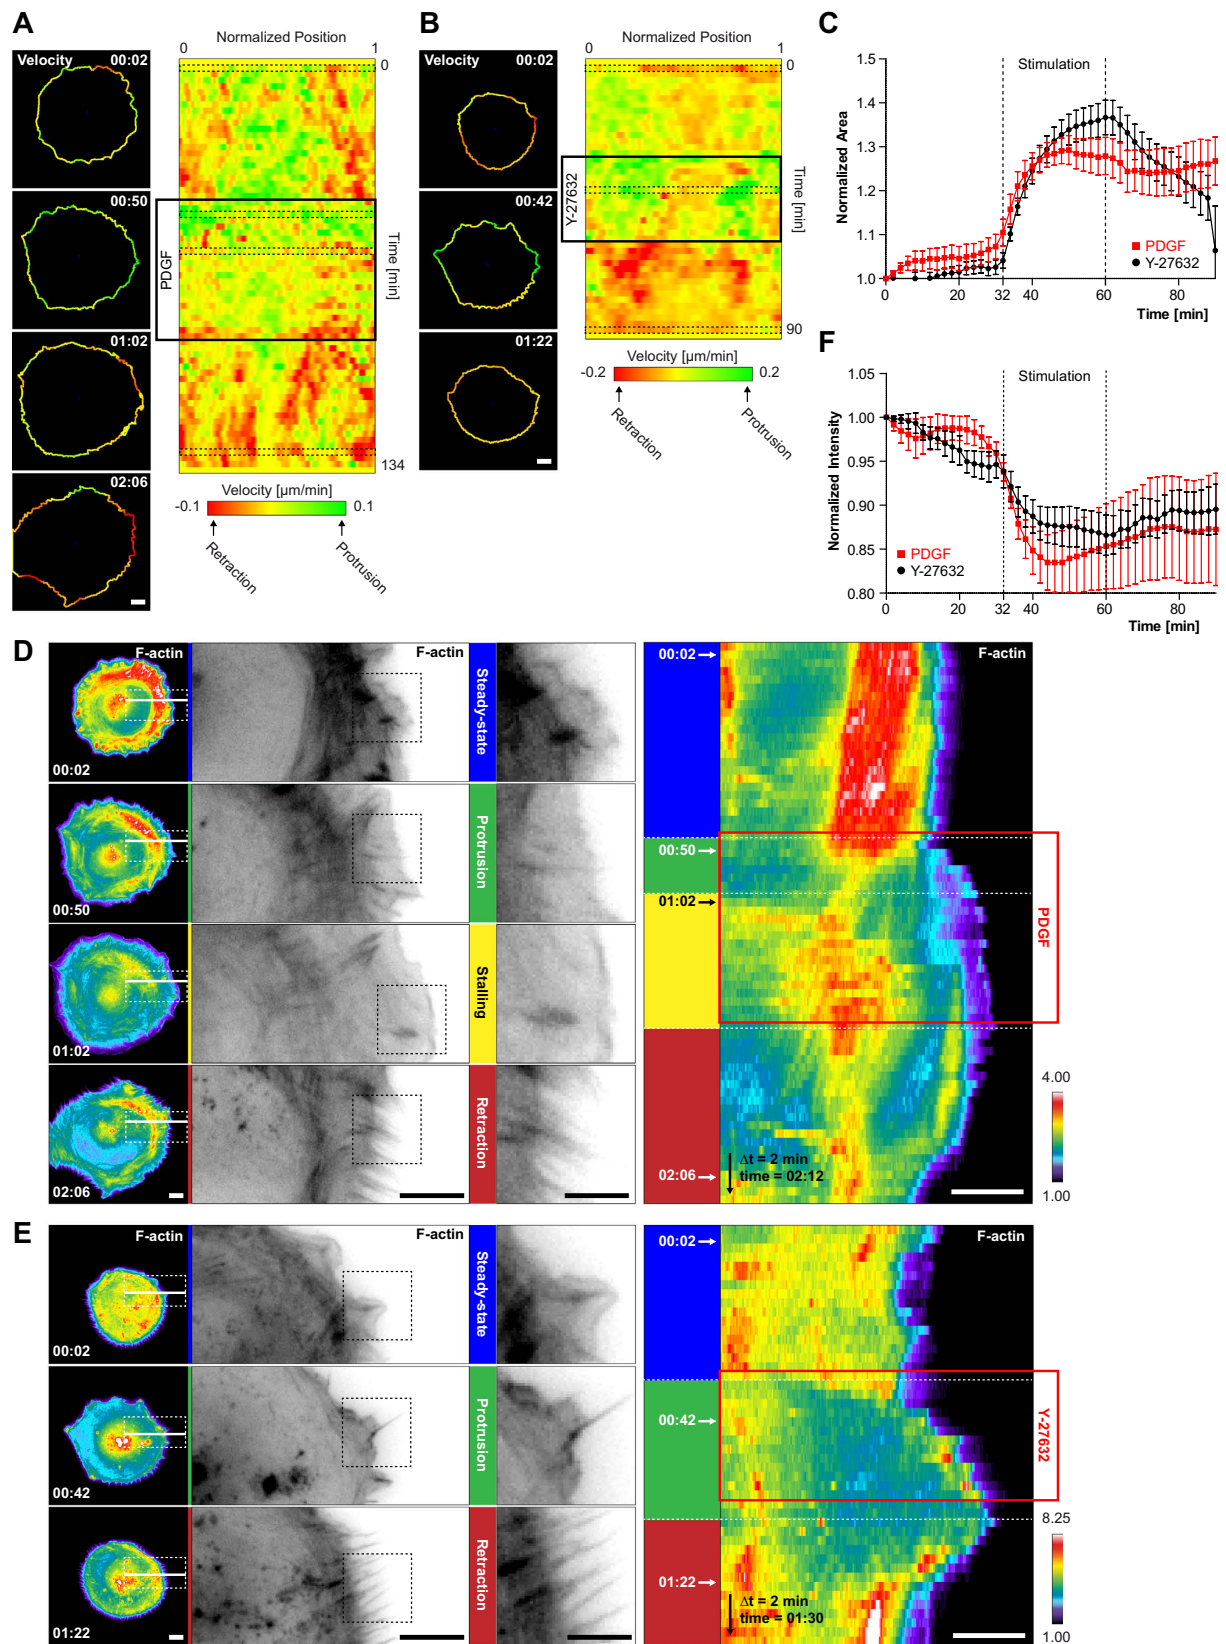 A
Velocity 00:02
00:50
01:02
02:06
Normalized Position
0 1
0
PDGF
Time [min]
134
Velocity [µm/min]
-0.1 0.1
Retraction
Protrusion
B
Velocity 00:02
00:42
01:22
Normalized Position
0 1
0
Y-27632
Time [min]
90
Velocity [µm/min]
-0.2 0.2
Retraction
Protrusion
C
Stimulation
Normalized Area
1.5
1.4
1.3
1.2
1.1
1.0
PDGF
Y-27632
0 20 32 40 60 80
Time [min]
F
Stimulation
Normalized Intensity
1.05
1.00
0.95
0.90
0.85
0.80
PDGF
Y-27632
0 20 32 40 60 80
Time [min]
D
F-actin
00:02
F-actin
Steady-state
00:50
Protrusion
01:02
Stalling
02:06
Retraction
F-actin
00:02
00:50
01:02
02:06
PDGF
Δt = 2 min
time = 02:12
4.00
1.00
E
F-actin
00:02
F-actin
Steady-state
00:42
Protrusion
01:22
Retraction
F-actin
00:02
00:42
01:22
Y-27632
Δt = 2 min
time = 01:30
8.25
1.00